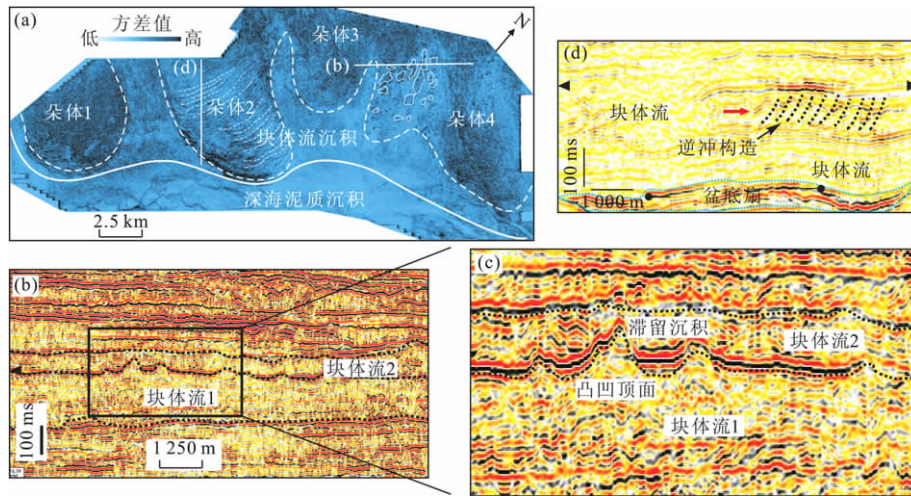 (a)
方差值
低
高
N
朵体1
(d)
朵体2
朵体3
(b)
朵体4
块体流沉积
深海泥质沉积
2.5 km
(d)
块体流
逆冲构造
块体流
盆底扇
100 ms
1 000 m
(b)
块体流2
块体流1
100 ms
1 250 m
(c)
滞留沉积
块体流2
凸凹顶面
块体流1